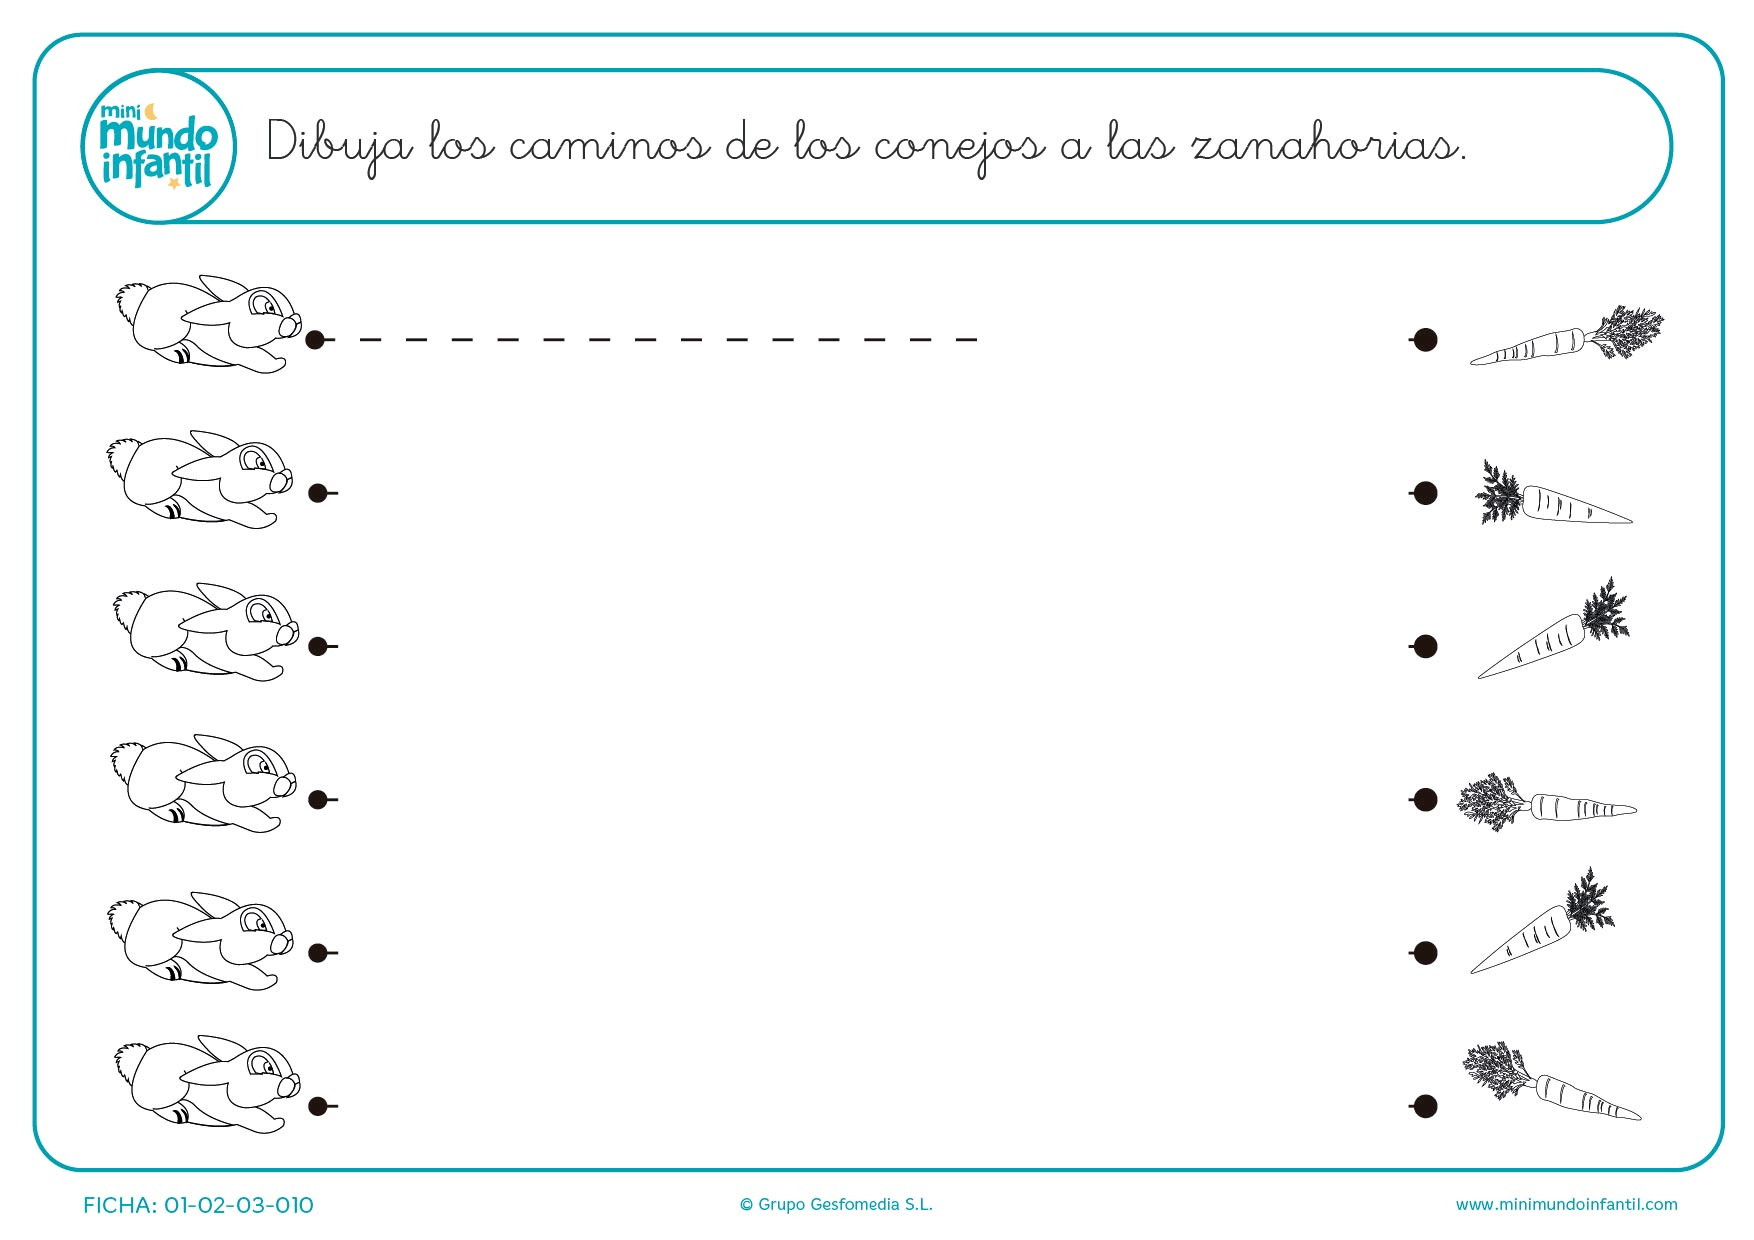 mini
mundo
infantil
Dibuja los caminos de los conejos a las zanahorias.
FICHA: 01-02-03-010
© Grupo Gesfomedia S.L.
www.minimundoinfantil.com